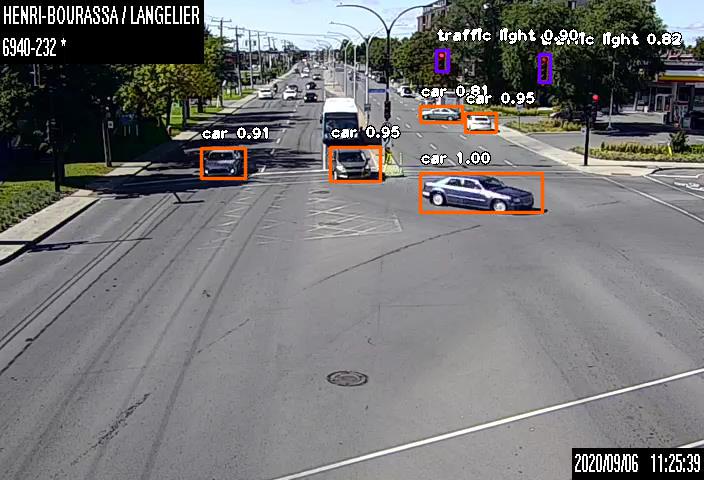 HENRI-BOURASSA / LANGELIER
6940-232 *
traffic light 0.90
traffic light 0.82
car 0.81
car 0.95
car 0.91
car 0.95
car 1.00
2020/09/06 11:25:39